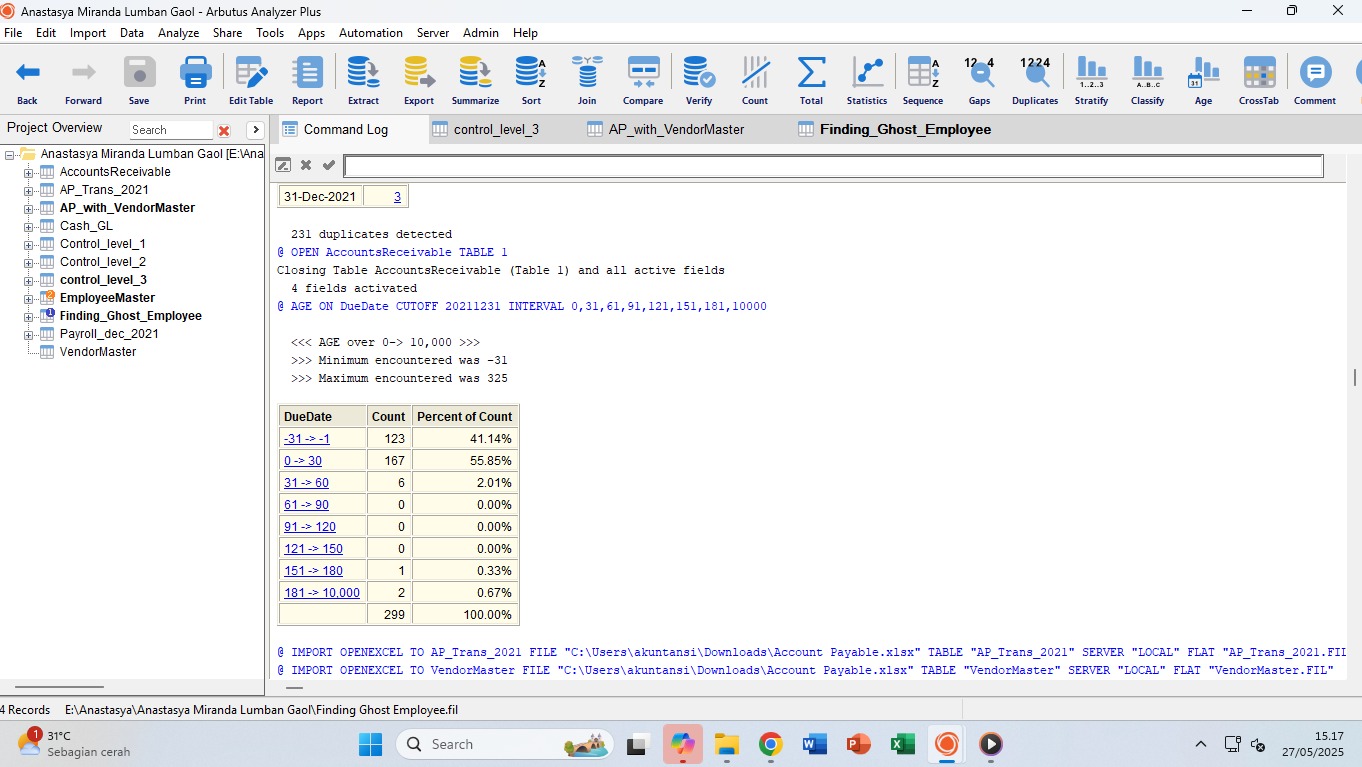 Anastasya Miranda Lumban Gaol - Arbutus Analyzer Plus
File Edit Import Data Analyze Share Tools Apps Automation Server Admin Help
Back Forward Save Print Edit Table Report Extract Export Summarize Sort Join Compare Verify Count Total Statistics Sequence Gaps Duplicates Stratify Classify Age CrossTab Comment
Project Overview Search
Command Log control_level_3 AP_with_VendorMaster Finding_Ghost_Employee
Anastasya Miranda Lumban Gaol [E:\Ana
AccountsReceivable
AP_Trans_2021
AP_with_VendorMaster
Cash_GL
Control_level_1
Control_level_2
control_level_3
EmployeeMaster
Finding_Ghost_Employee
Payroll_dec_2021
VendorMaster
31-Dec-2021 3
231 duplicates detected
@ OPEN AccountsReceivable TABLE 1
Closing Table AccountsReceivable (Table 1) and all active fields
4 fields activated
@ AGE ON DueDate CUTOFF 20211231 INTERVAL 0,31,61,91,121,151,181,10000
<<< AGE over 0-> 10,000 >>>
>>> Minimum encountered was -31
>>> Maximum encountered was 325
DueDate Count Percent of Count
-31 -> -1 123 41.14%
0 -> 30 167 55.85%
31 -> 60 6 2.01%
61 -> 90 0 0.00%
91 -> 120 0 0.00%
121 -> 150 0 0.00%
151 -> 180 1 0.33%
181 -> 10,000 2 0.67%
299 100.00%
@ IMPORT OPENEXCEL TO AP_Trans_2021 FILE "C:\Users\akuntansi\Downloads\Account Payable.xlsx" TABLE "AP_Trans_2021" SERVER "LOCAL" FLAT "AP_Trans_2021.FIL
@ IMPORT OPENEXCEL TO VendorMaster FILE "C:\Users\akuntansi\Downloads\Account Payable.xlsx" TABLE "VendorMaster" SERVER "LOCAL" FLAT "VendorMaster.FIL"
4 Records E:\Anastasya\Anastasya Miranda Lumban Gaol\Finding Ghost Employee.fil
1 31°C
Sebagian cerah
Search
15.17
27/05/2025